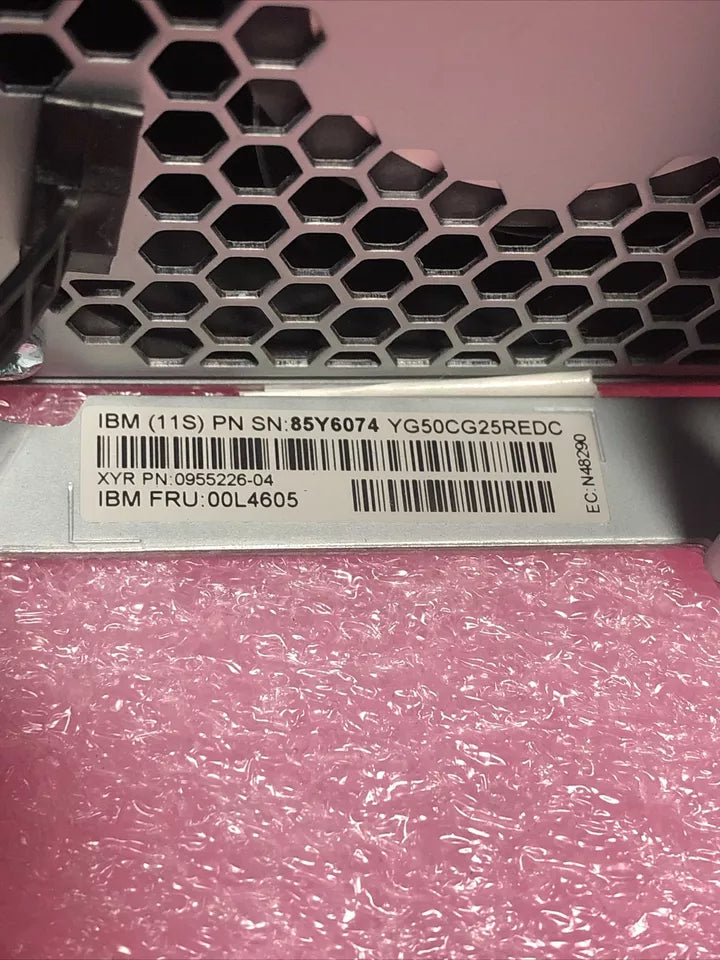 IBM (11S) PN SN:85Y6074 YG50CG25REDC
XYR PN:0955226-04
IBM FRU:00L4605
EC:N48290